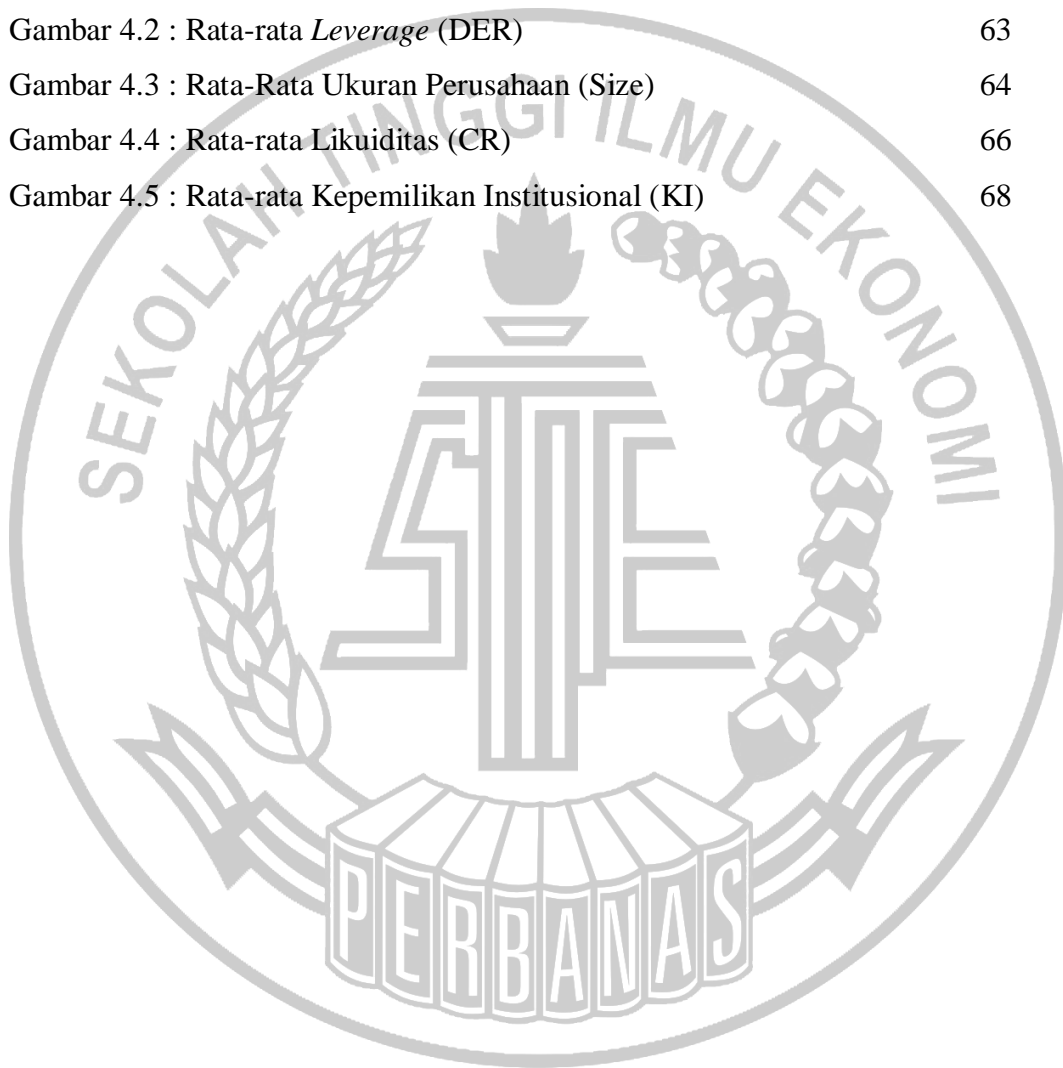 Gambar 4.2 : Rata-rata Leverage (DER) 63
Gambar 4.3 : Rata-Rata Ukuran Perusahaan (Size) 64
Gambar 4.4 : Rata-rata Likuiditas (CR) 66
Gambar 4.5 : Rata-rata Kepemilikan Institusional (KI) 68
SEKOLAH TINGGI ILMU EKONOMI
STIE
PERBANAS